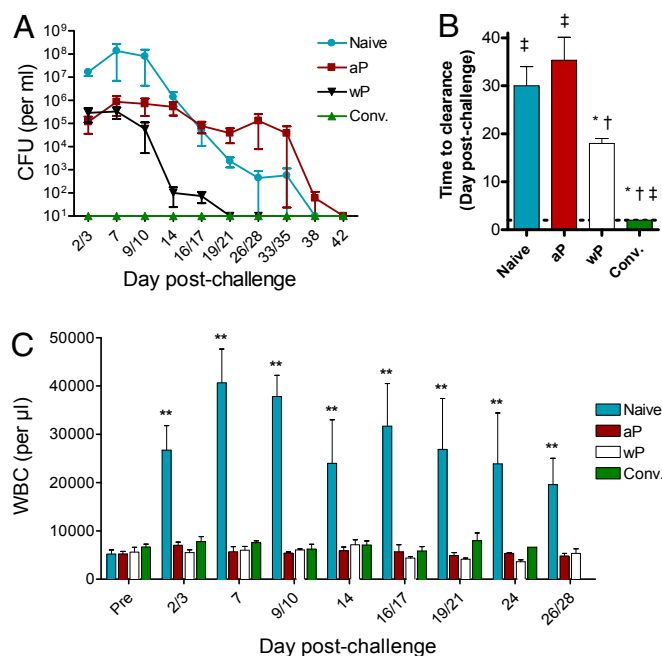 A
CFU (per ml)
10⁹
10⁸
10⁷
10⁶
10⁵
10⁴
10³
10²
10¹
2/3 7 9/10 14 16/17 19/21 26/28 33/35 38 42
Day post-challenge
Naive
aP
wP
Conv.
B
Time to clearance
(Day post-challenge)
40
30
20
10
0
‡ ‡ * † * † ‡
Naive aP wP Conv.
C
WBC (per µl)
50000
40000
30000
20000
10000
0
** ** ** ** ** ** ** **
Pre 2/3 7 9/10 14 16/17 19/21 24 26/28
Day post-challenge
Naive
aP
wP
Conv.